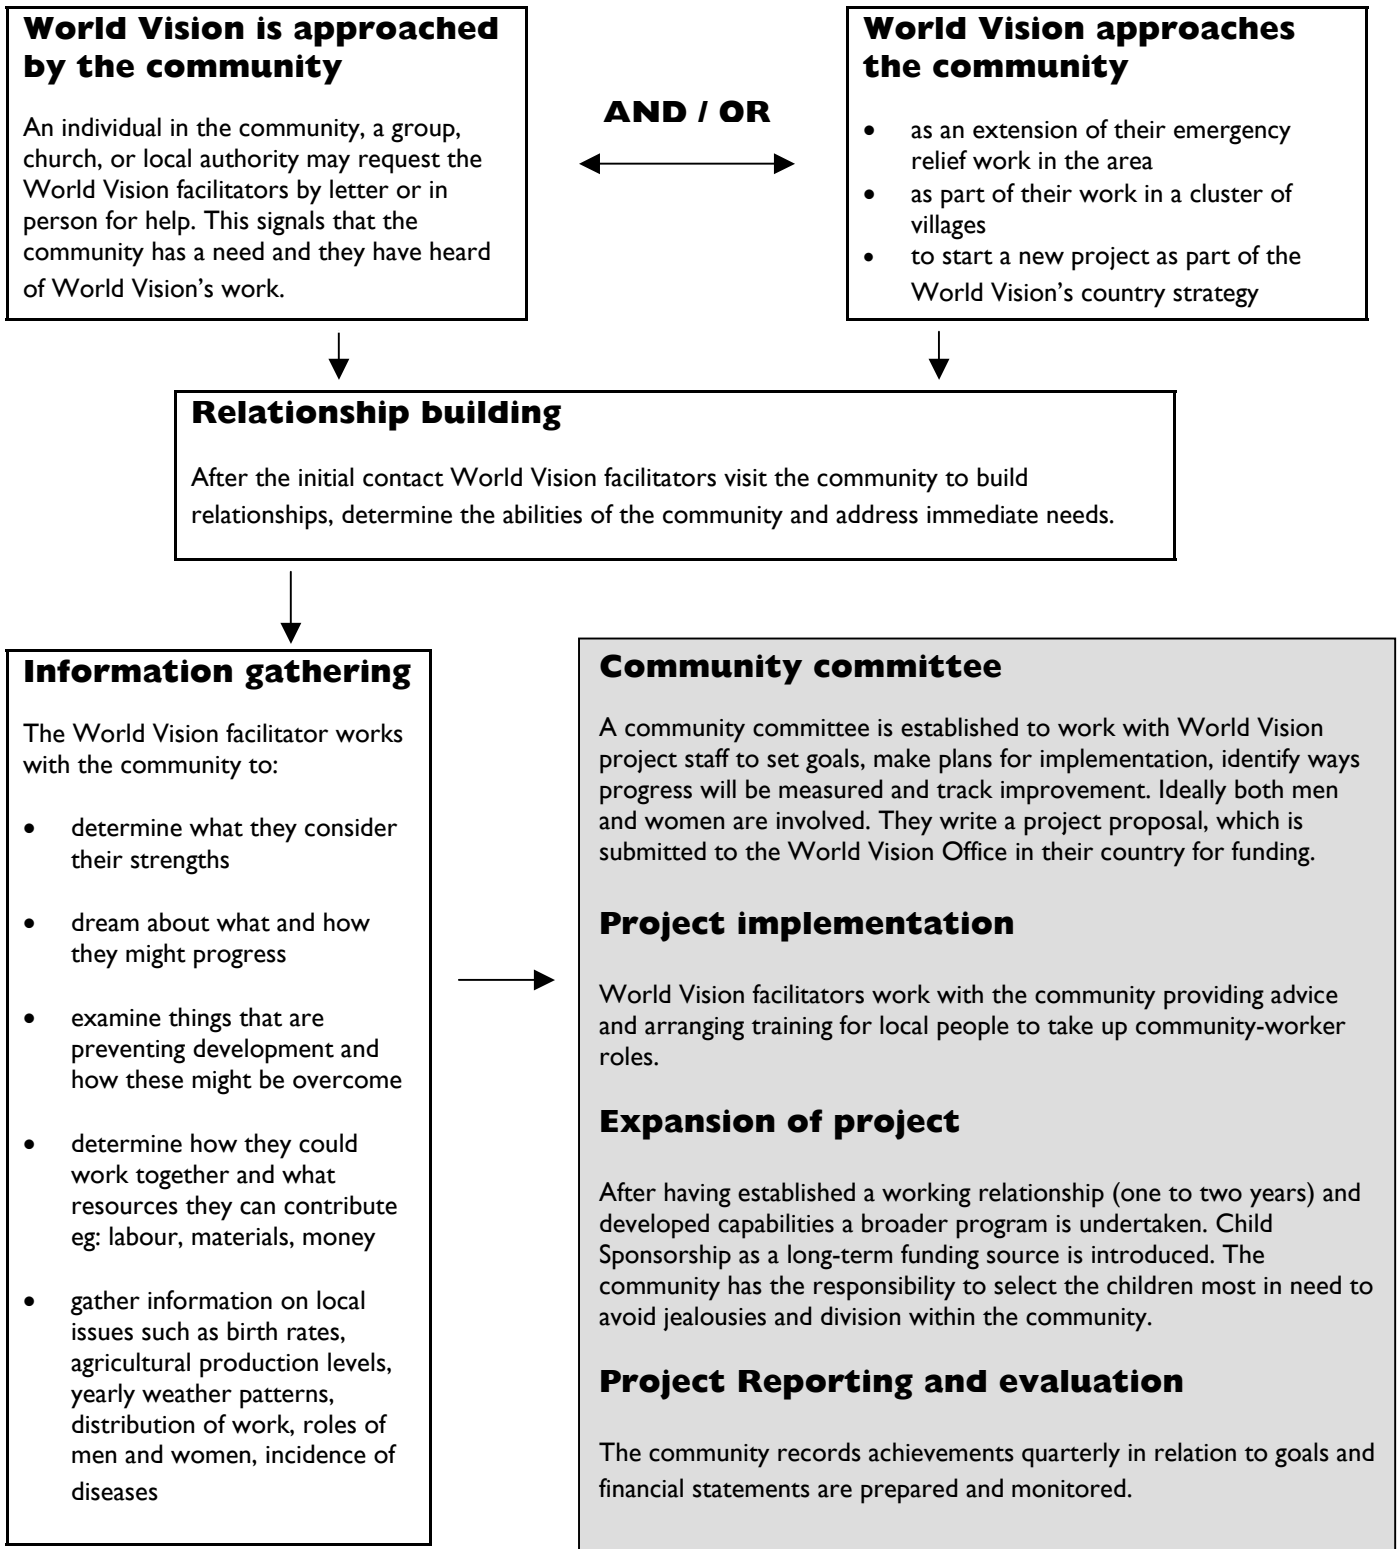 World Vision is approached
by the community
An individual in the community, a group,
church, or local authority may request the
World Vision facilitators by letter or in
person for help. This signals that the
community has a need and they have heard
of World Vision’s work.
AND / OR
World Vision approaches
the community
• as an extension of their emergency
relief work in the area
• as part of their work in a cluster of
villages
• to start a new project as part of the
World Vision’s country strategy
Relationship building
After the initial contact World Vision facilitators visit the community to build
relationships, determine the abilities of the community and address immediate needs.
Information gathering
The World Vision facilitator works
with the community to:
• determine what they consider
their strengths
• dream about what and how
they might progress
• examine things that are
preventing development and
how these might be overcome
• determine how they could
work together and what
resources they can contribute
eg: labour, materials, money
• gather information on local
issues such as birth rates,
agricultural production levels,
yearly weather patterns,
distribution of work, roles of
men and women, incidence of
diseases
Community committee
A community committee is established to work with World Vision
project staff to set goals, make plans for implementation, identify ways
progress will be measured and track improvement. Ideally both men
and women are involved. They write a project proposal, which is
submitted to the World Vision Office in their country for funding.
Project implementation
World Vision facilitators work with the community providing advice
and arranging training for local people to take up community-worker
roles.
Expansion of project
After having established a working relationship (one to two years) and
developed capabilities a broader program is undertaken. Child
Sponsorship as a long-term funding source is introduced. The
community has the responsibility to select the children most in need to
avoid jealousies and division within the community.
Project Reporting and evaluation
The community records achievements quarterly in relation to goals and
financial statements are prepared and monitored.